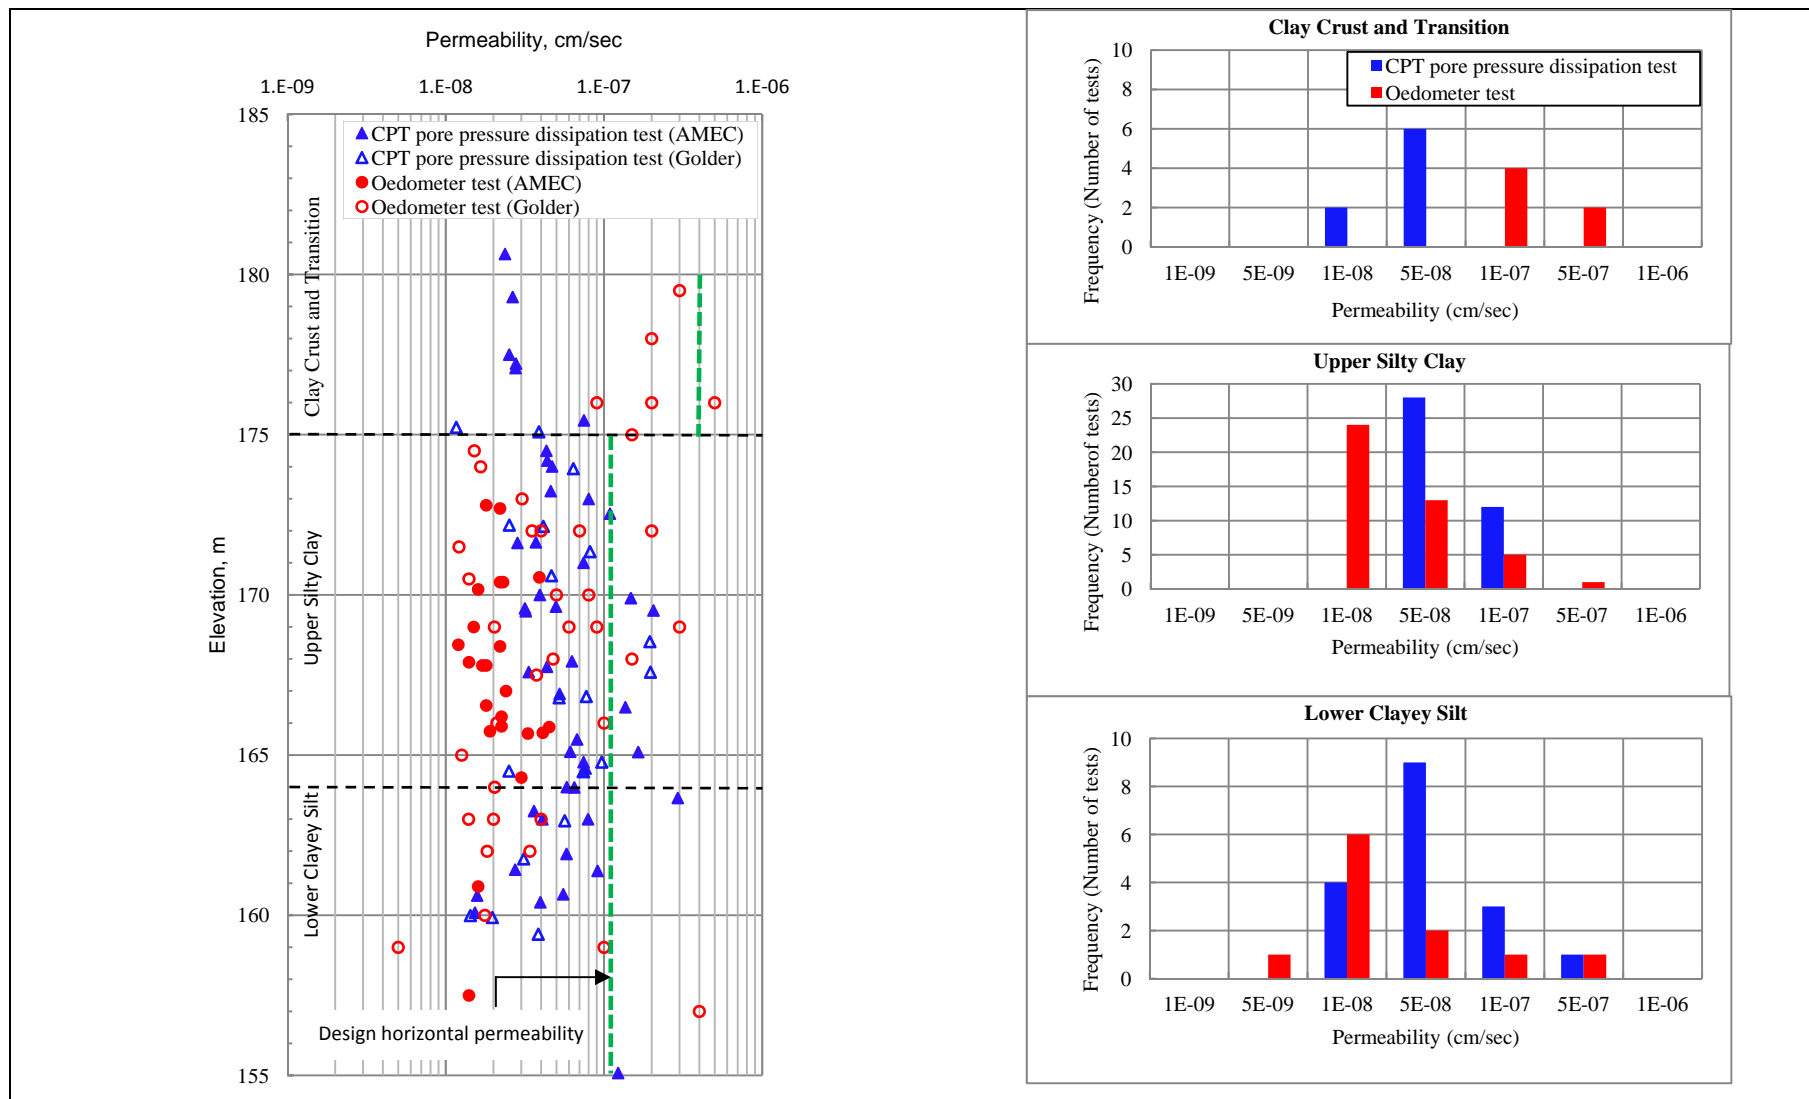 Permeability, cm/sec
1.E-09 1.E-08 1.E-07 1.E-06
185
180
175
170
165
160
155
Elevation, m
CPT pore pressure dissipation test (AMEC)
CPT pore pressure dissipation test (Golder)
Oedometer test (AMEC)
Oedometer test (Golder)
Clay Crust and Transition
Upper Silty Clay
Lower Clayey Silt
Design horizontal permeability
Clay Crust and Transition
CPT pore pressure dissipation test
Oedometer test
10
8
6
4
2
0
Frequency (Number of tests)
1E-09 5E-09 1E-08 5E-08 1E-07 5E-07 1E-06
Permeability (cm/sec)
Upper Silty Clay
30
25
20
15
10
5
0
Frequency (Numberof tests)
1E-09 5E-09 1E-08 5E-08 1E-07 5E-07 1E-06
Permeability (cm/sec)
Lower Clayey Silt
10
8
6
4
2
0
Frequency (Number of tests)
1E-09 5E-09 1E-08 5E-08 1E-07 5E-07 1E-06
Permeability (cm/sec)